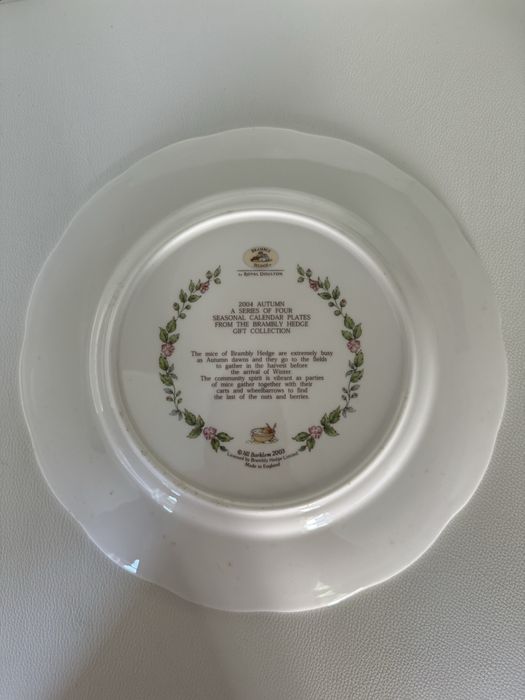 BRAMBLY
HEDGE
by ROYAL DOULTON
2004 AUTUMN
A SERIES OF FOUR
SEASONAL CALENDAR PLATES
FROM THE BRAMBLY HEDGE
GIFT COLLECTION
The mice of Brambly Hedge are extremely busy
as Autumn dawns and they go to the fields
to gather in the harvest before
the arrival of Winter.
The community spirit is vibrant as parties
of mice gather together with their
carts and wheelbarrows to find
the last of the nuts and berries.
© Jill Barklem 2003
Licensed by Brambly Hedge Limited
Made in England